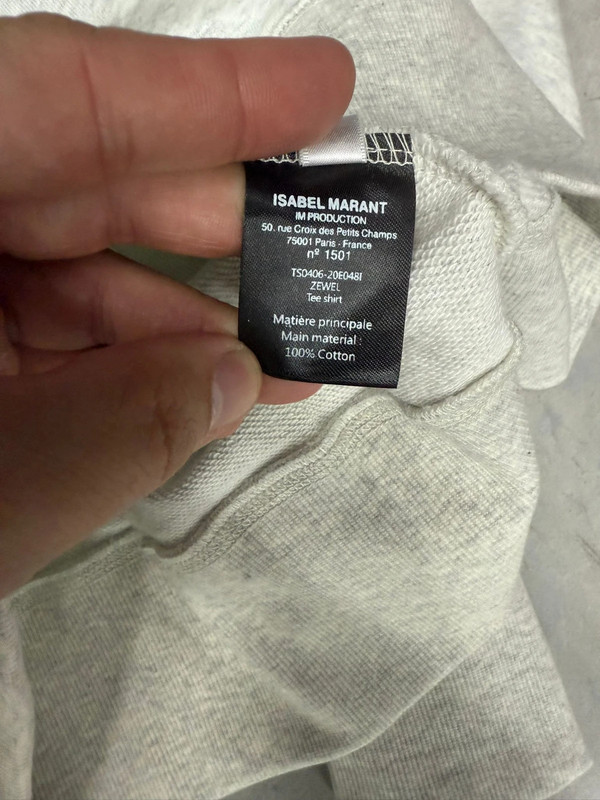 ISABEL MARANT
IM PRODUCTION
50, rue Croix des Petits Champs
75001 Paris - France
nº 1501
TS0406-20E048I
ZEWEL
Tee shirt
Matière principale
Main material :
100% Cotton